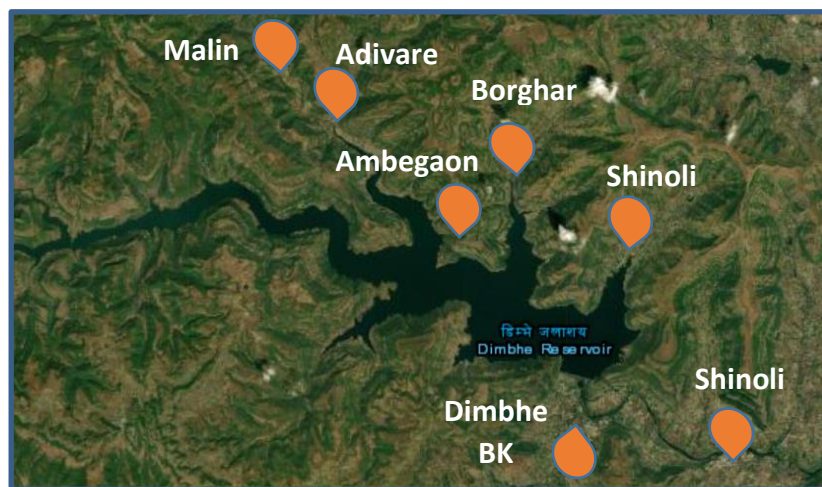 Malin
Adivare
Borghar
Ambegaon
Shinoli
डिम्भे जलाशय
Dimbhe Reservoir
Shinoli
Dimbhe
BK